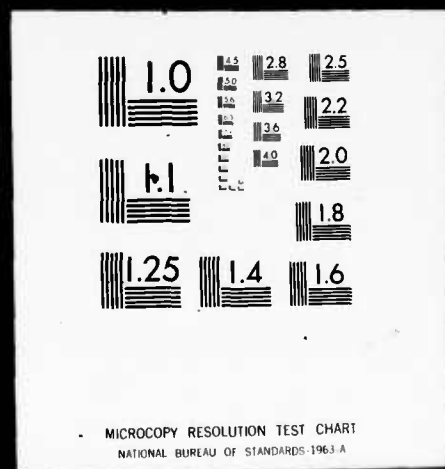 1.0 4.5 2.8 2.5
5.0
5.6 3.2 2.2
6.3
3.6
1.1 4.0 2.0
1.8
1.25 1.4 1.6
MICROCOPY RESOLUTION TEST CHART
NATIONAL BUREAU OF STANDARDS-1963-A